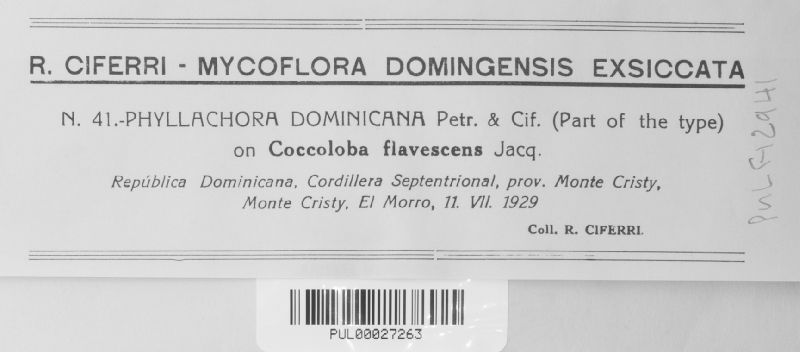 R. CIFERRI - MYCOFLORA DOMINGENSIS EXSICCATA
N. 41.-PHYLLACHORA DOMINICANA Petr. & Cif. (Part of the type)
on Coccoloba flavescens Jacq.
República Dominicana, Cordillera Septentrional, prov. Monte Cristy,
Monte Cristy, El Morro, 11. VII. 1929
Coll. R. CIFERRI.
PUL F12941
PUL00027263